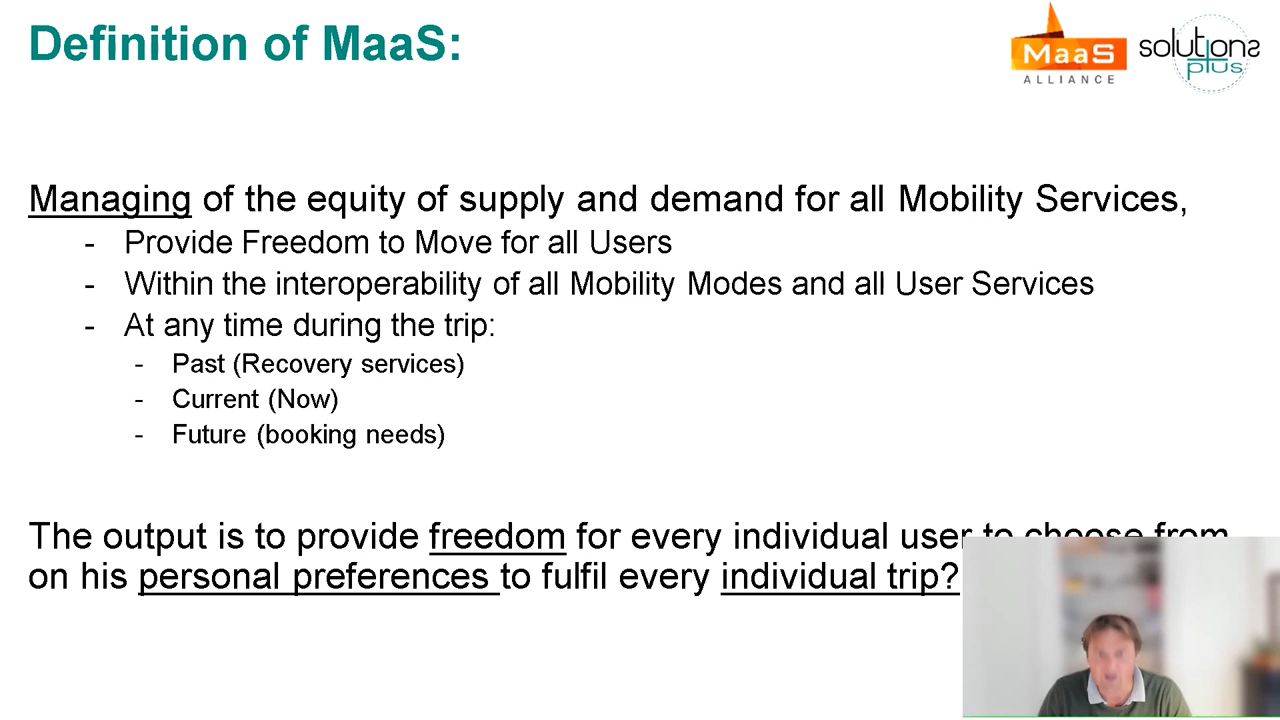 Definition of MaaS:
MaaS
ALLIANCE
solutions
plus
Managing of the equity of supply and demand for all Mobility Services,
- Provide Freedom to Move for all Users
- Within the interoperability of all Mobility Modes and all User Services
- At any time during the trip:
- Past (Recovery services)
- Current (Now)
- Future (booking needs)
The output is to provide freedom for every individual user to choose from
on his personal preferences to fulfil every individual trip?